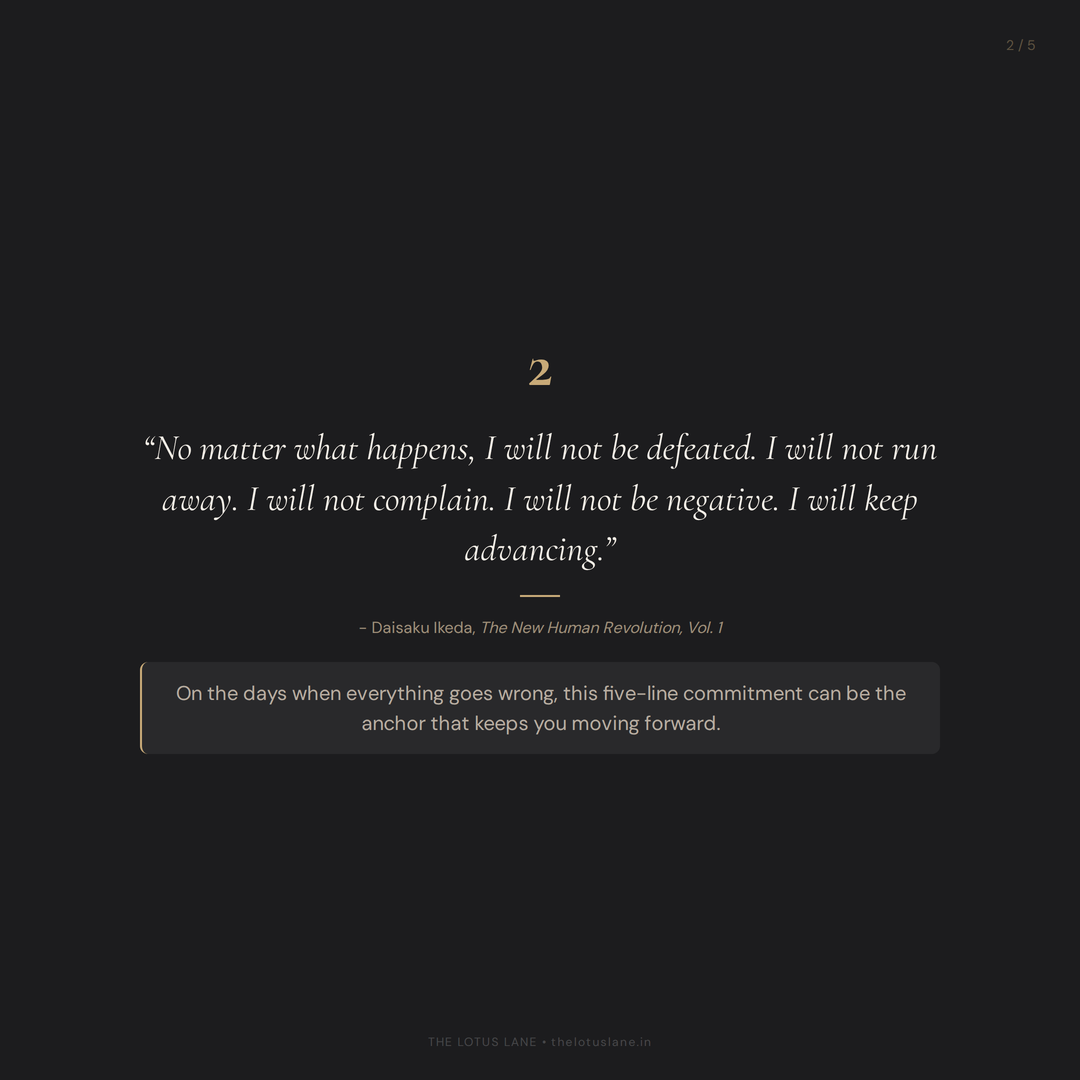 2 / 5
2
“No matter what happens, I will not be defeated. I will not run
away. I will not complain. I will not be negative. I will keep
advancing.”
– Daisaku Ikeda, The New Human Revolution, Vol. 1
On the days when everything goes wrong, this five-line commitment can be the
anchor that keeps you moving forward.
THE LOTUS LANE • thelotuslane.in